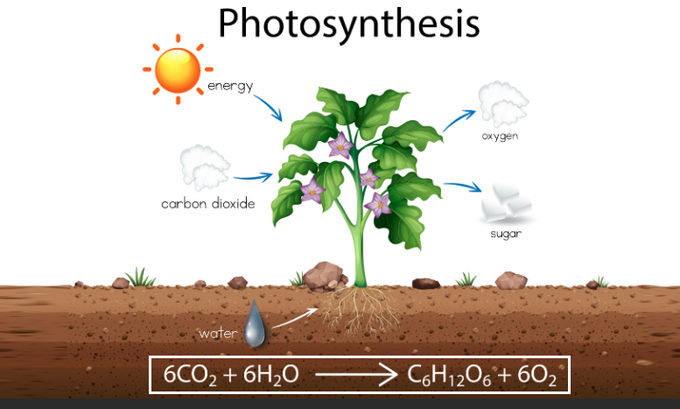 Photosynthesis
energy
oxygen
carbon dioxide
sugar
water
6CO₂ + 6H₂O ⟶ C₆H₁₂O₆ + 6O₂